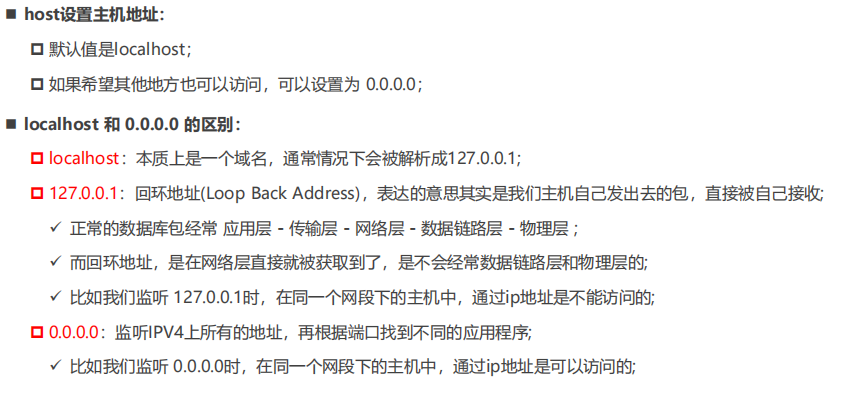 host设置主机地址：
默认值是localhost；
如果希望其他地方也可以访问，可以设置为 0.0.0.0；
localhost 和 0.0.0.0 的区别：
localhost：本质上是一个域名，通常情况下会被解析成127.0.0.1；
127.0.0.1：回环地址(Loop Back Address)，表达的意思其实是我们主机自己发出去的包，直接被自己接收;
正常的数据库包经常 应用层 - 传输层 - 网络层 - 数据链路层 - 物理层 ;
而回环地址，是在网络层直接就被获取到了，是不会经常数据链路层和物理层的;
比如我们监听 127.0.0.1时，在同一个网段下的主机中，通过ip地址是不能访问的;
0.0.0.0：监听IPV4上所有的地址，再根据端口找到不同的应用程序;
比如我们监听 0.0.0.0时，在同一个网段下的主机中，通过ip地址是可以访问的;